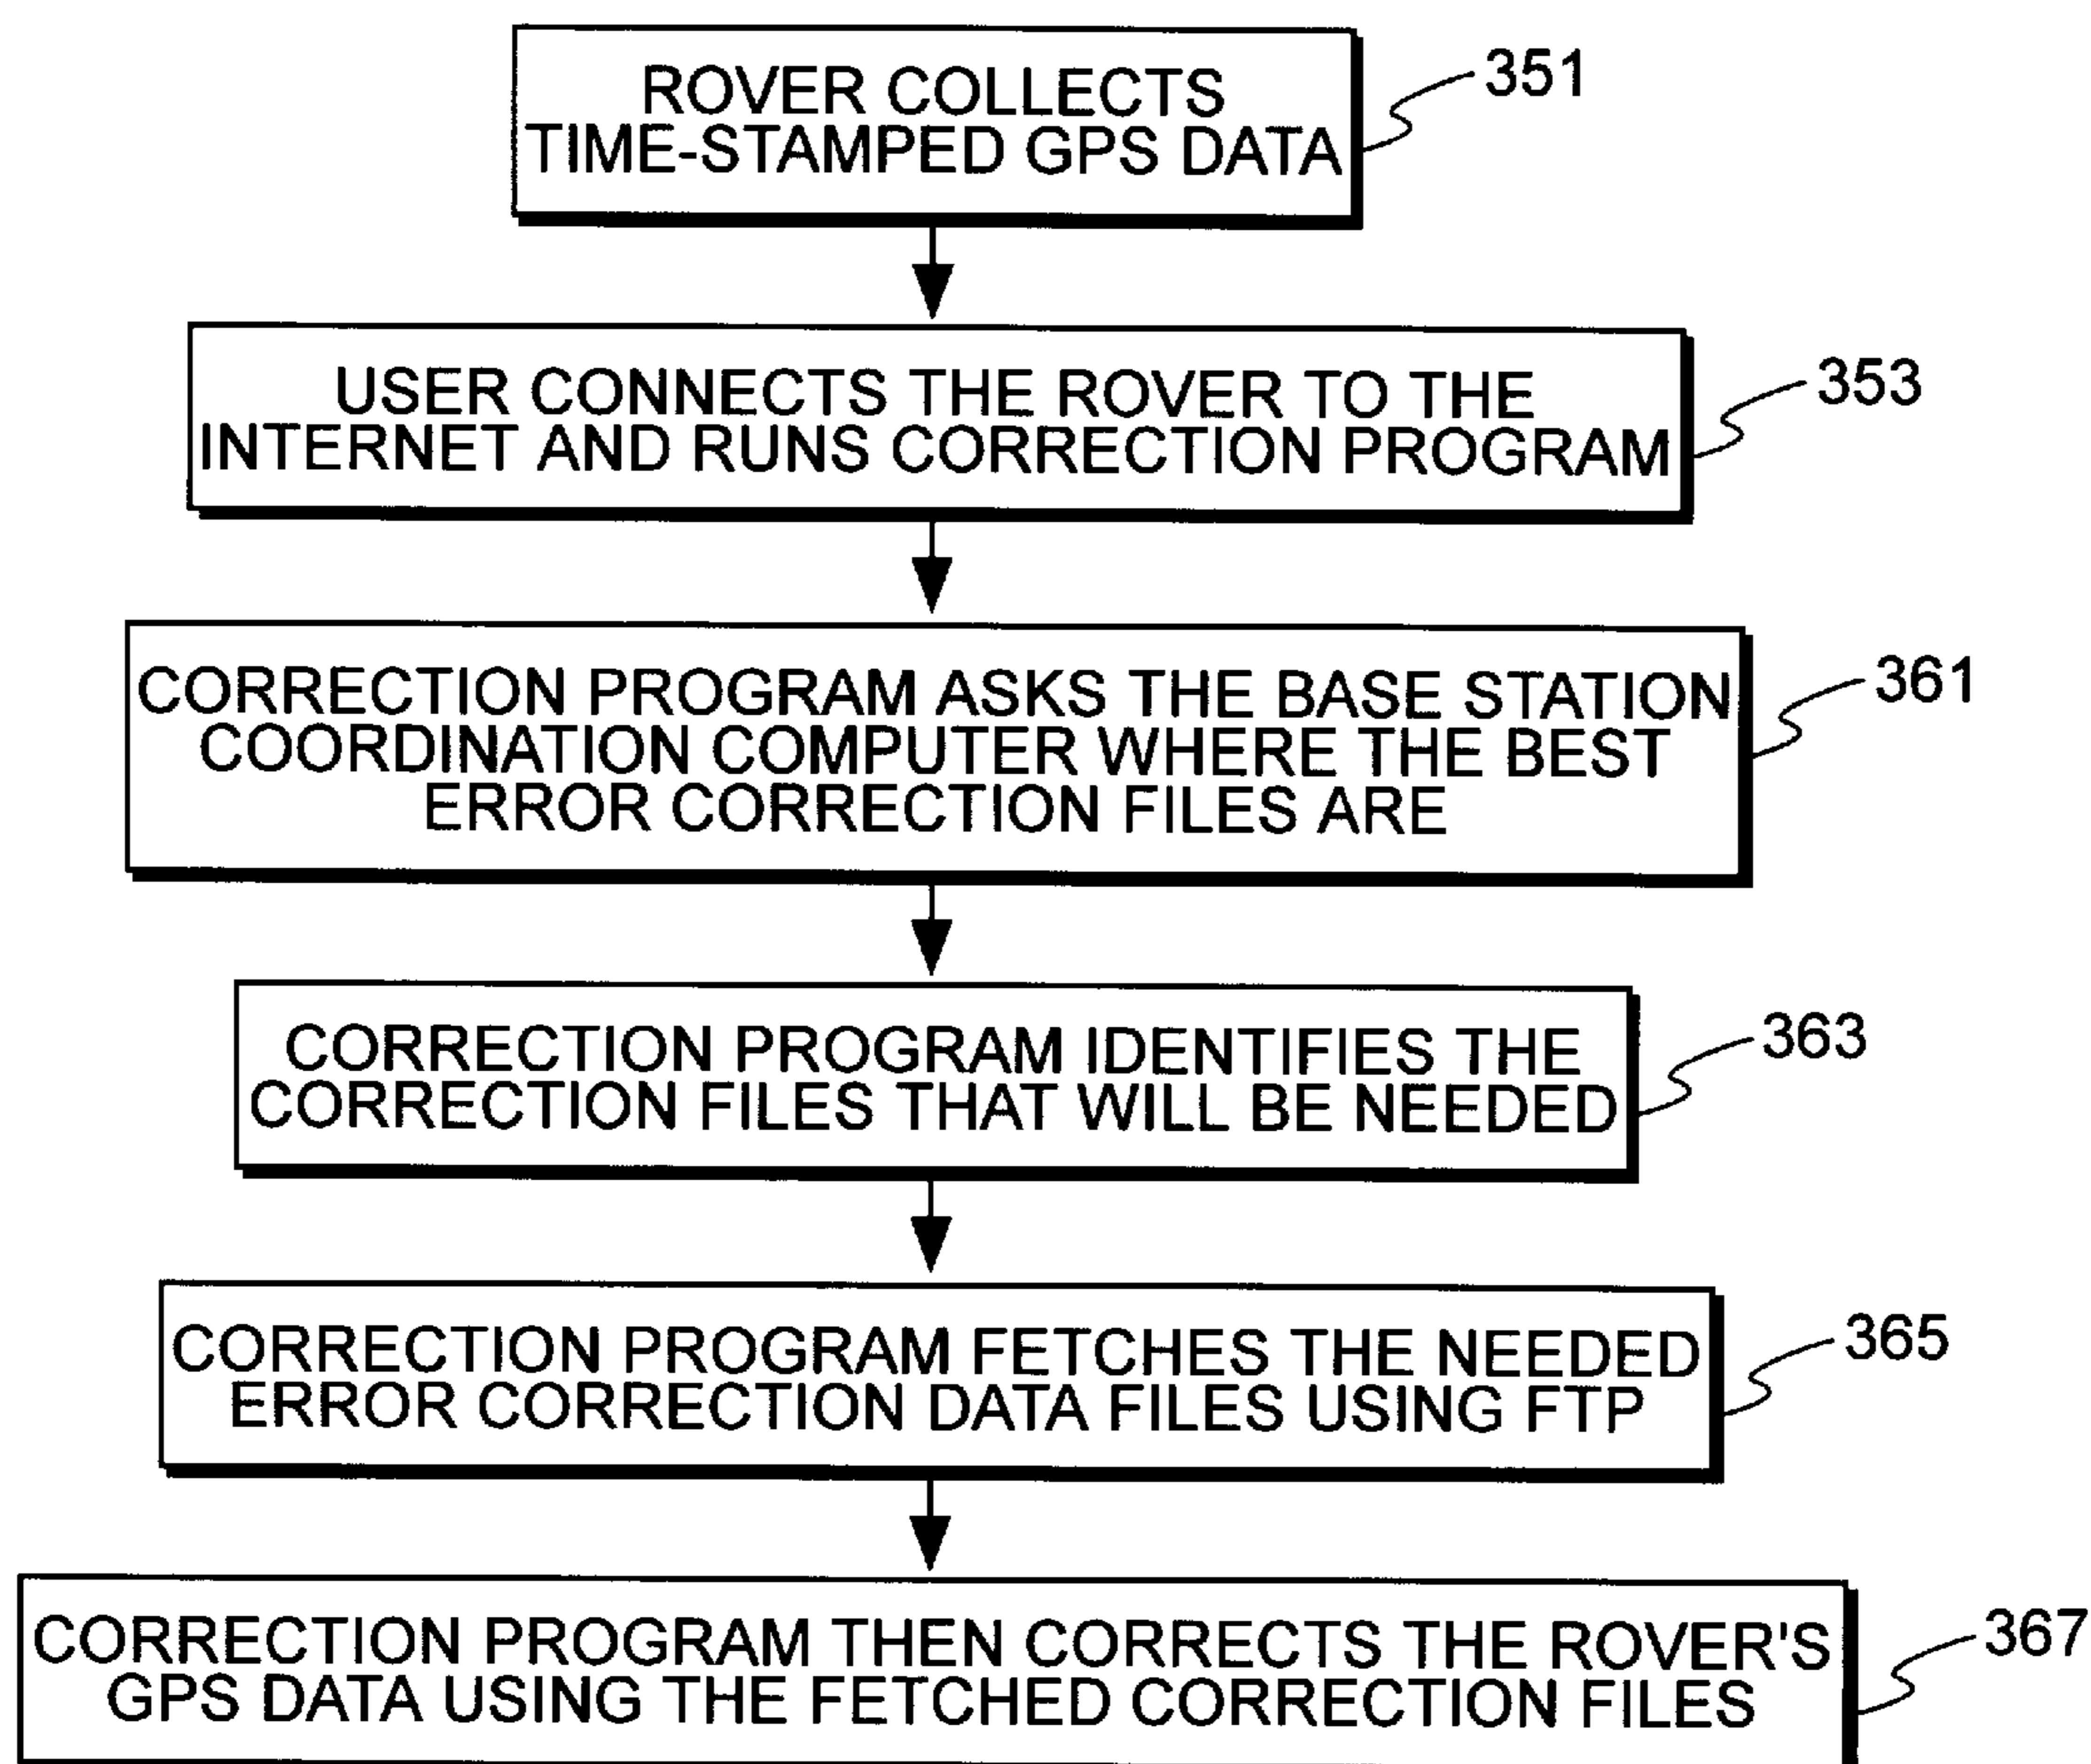 ROVER COLLECTS
TIME-STAMPED GPS DATA
351
USER CONNECTS THE ROVER TO THE
INTERNET AND RUNS CORRECTION PROGRAM
353
CORRECTION PROGRAM ASKS THE BASE STATION
COORDINATION COMPUTER WHERE THE BEST
ERROR CORRECTION FILES ARE
361
CORRECTION PROGRAM IDENTIFIES THE
CORRECTION FILES THAT WILL BE NEEDED
363
CORRECTION PROGRAM FETCHES THE NEEDED
ERROR CORRECTION DATA FILES USING FTP
365
CORRECTION PROGRAM THEN CORRECTS THE ROVER'S
GPS DATA USING THE FETCHED CORRECTION FILES
367